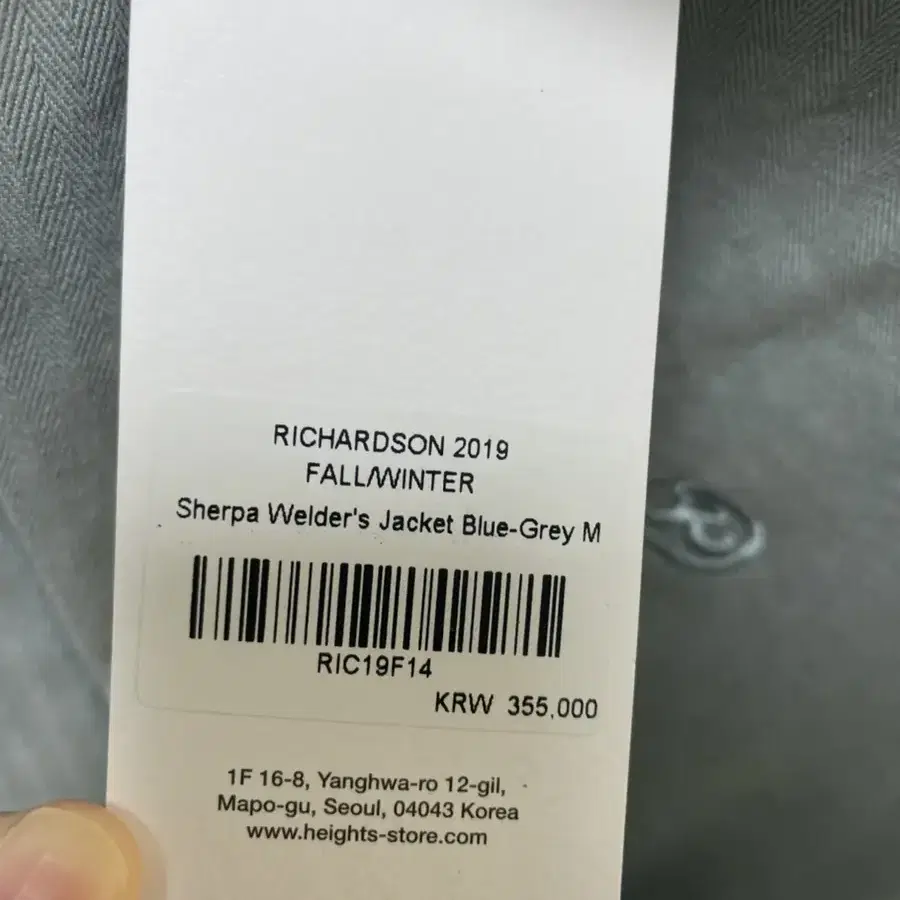 RICHARDSON 2019
FALL/WINTER
Sherpa Welder's Jacket Blue-Grey M
RIC19F14
KRW 355,000
1F 16-8, Yanghwa-ro 12-gil,
Mapo-gu, Seoul, 04043 Korea
www.heights-store.com